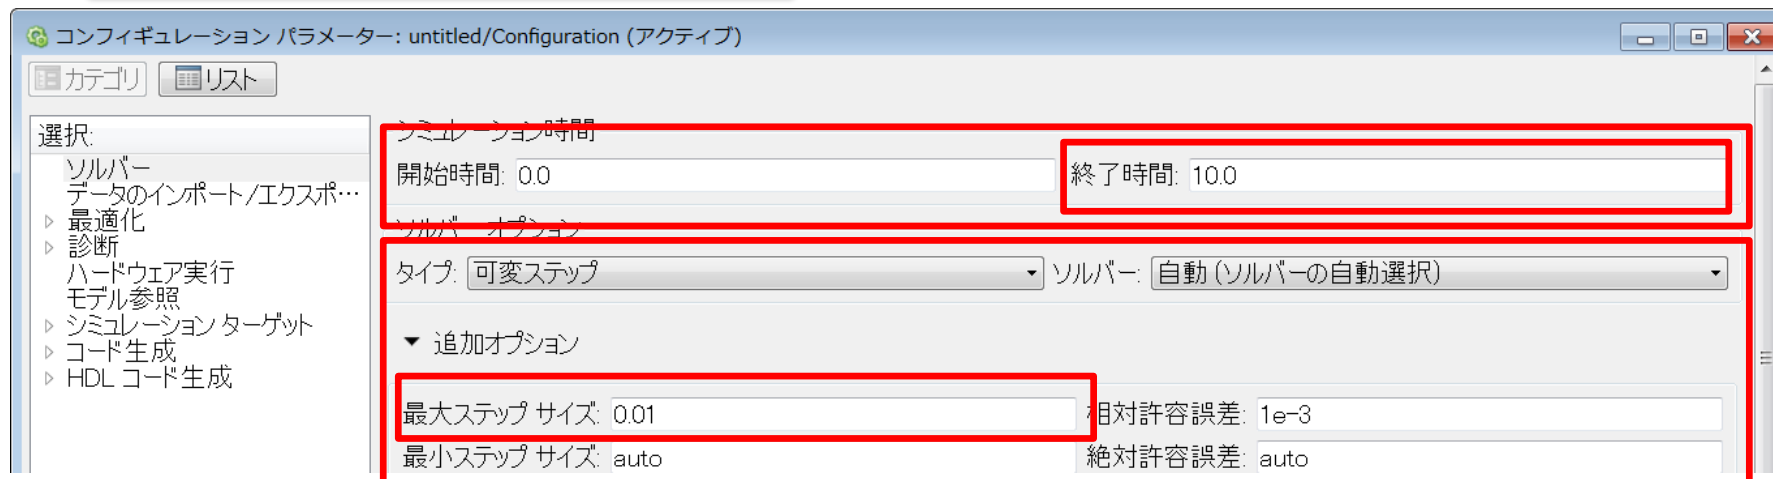 コンフィギュレーション パラメーター: untitled/Configuration (アクティブ)
カテゴリ リスト
選択:
ソルバー
データのインポート/エクスポ…
最適化
診断
ハードウェア実行
モデル参照
シミュレーション ターゲット
コード生成
HDL コード生成
シミュレーション時間
開始時間: 0.0 終了時間: 10.0
ソルバー オプション
タイプ: 可変ステップ ソルバー: 自動 (ソルバーの自動選択)
追加オプション
最大ステップ サイズ: 0.01 相対許容誤差: 1e-3
最小ステップ サイズ: auto 絶対許容誤差: auto